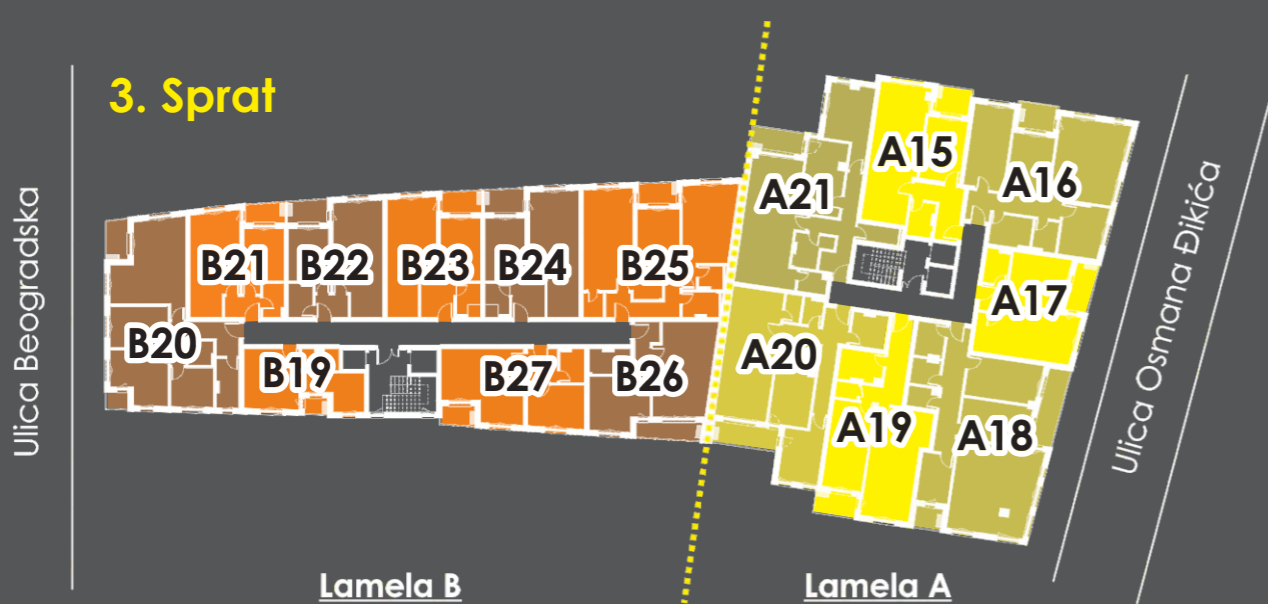 3. Sprat
Ulica Beogradska
Ulica Osmana Đikića
A15
A16
A21
A17
B21
B22
B23
B24
B25
B20
B19
B27
B26
A20
A19
A18
Lamela B
Lamela A